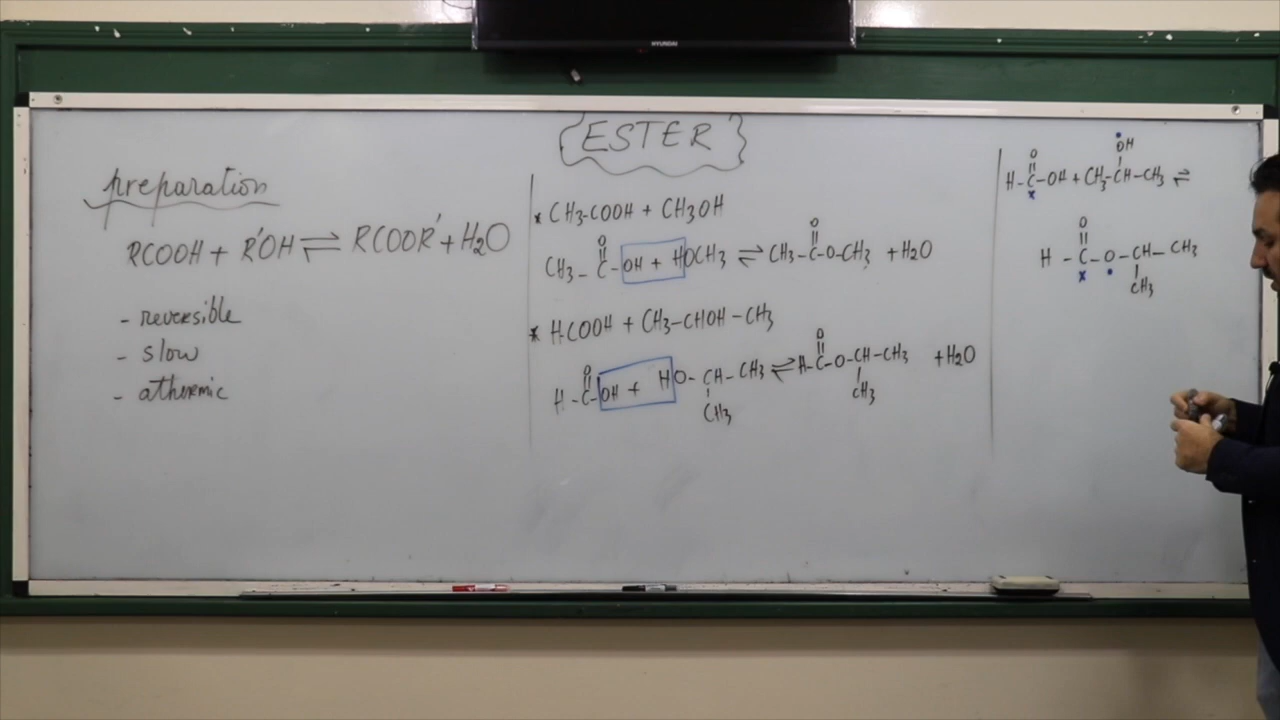 HYUNDAI
ESTER
preparation
RCOOH + R'OH ⇌ RCOOR' + H2O
- reversible
- slow
- athermic
* CH3-COOH + CH3OH
O O
CH3 - C - OH + HOCH3 ⇌ CH3 - C - O - CH3 + H2O
* H-COOH + CH3-CHOH-CH3
O O
H - C - OH + HO - CH - CH3 ⇌ H - C - O - CH - CH3 + H2O
CH3 CH3
O OH
H - C - OH + CH3 - CH - CH3 ⇌
O
H - C - O - CH - CH3
CH3